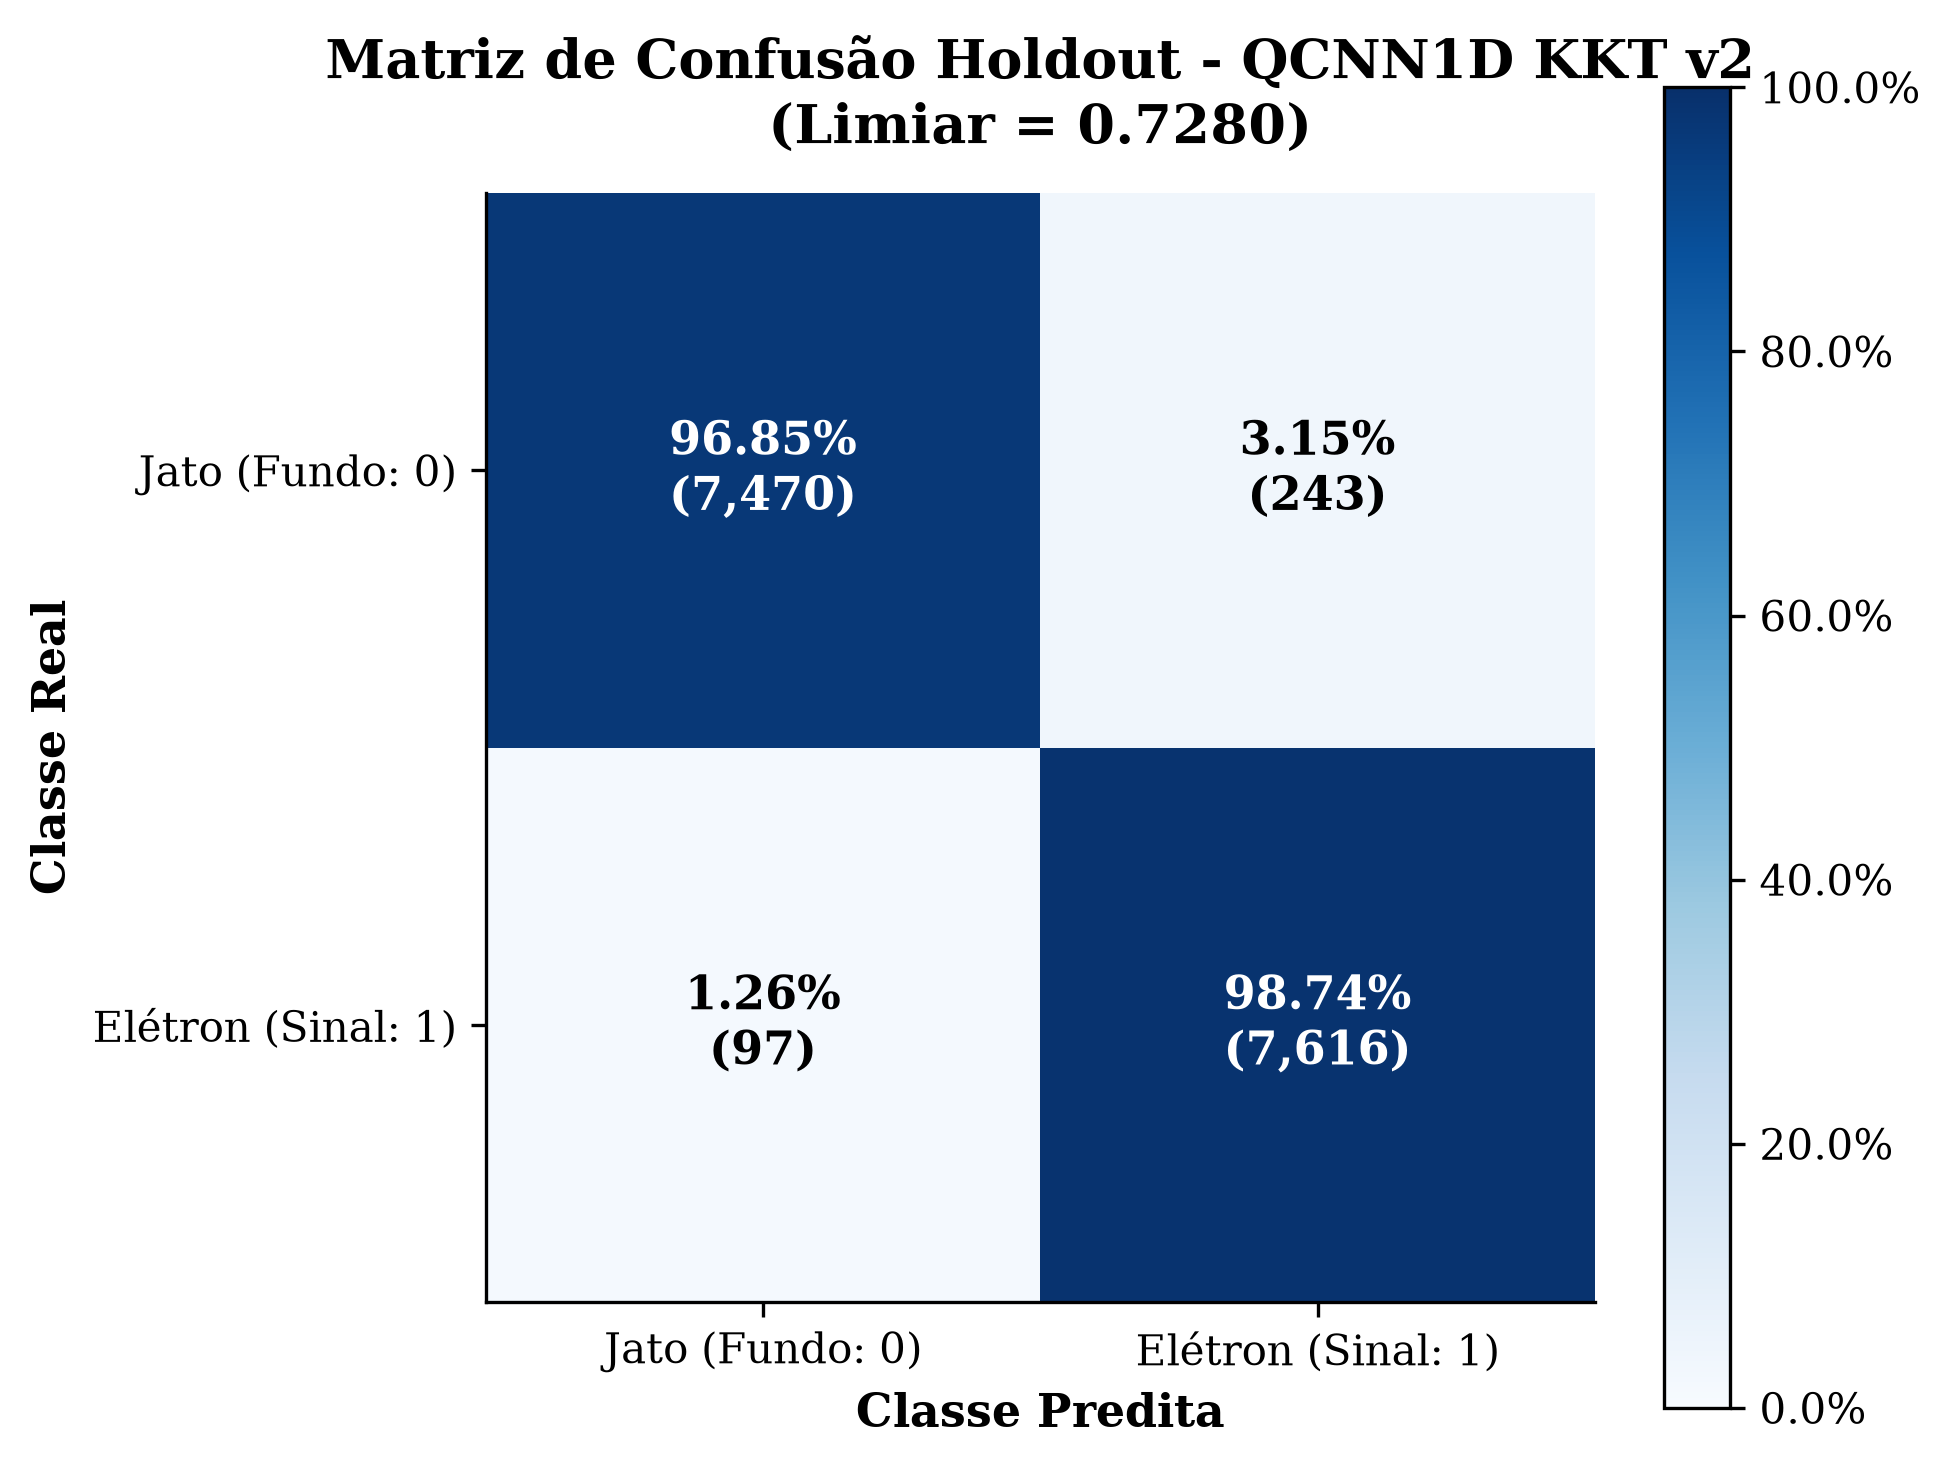 Matriz de Confusão Holdout - QCNN1D KKT v2
(Limiar = 0.7280)
100.0%
80.0%
60.0%
40.0%
20.0%
0.0%
Classe Real
Jato (Fundo: 0)
96.85%
(7,470)
3.15%
(243)
Elétron (Sinal: 1)
1.26%
(97)
98.74%
(7,616)
Jato (Fundo: 0)
Elétron (Sinal: 1)
Classe Predita